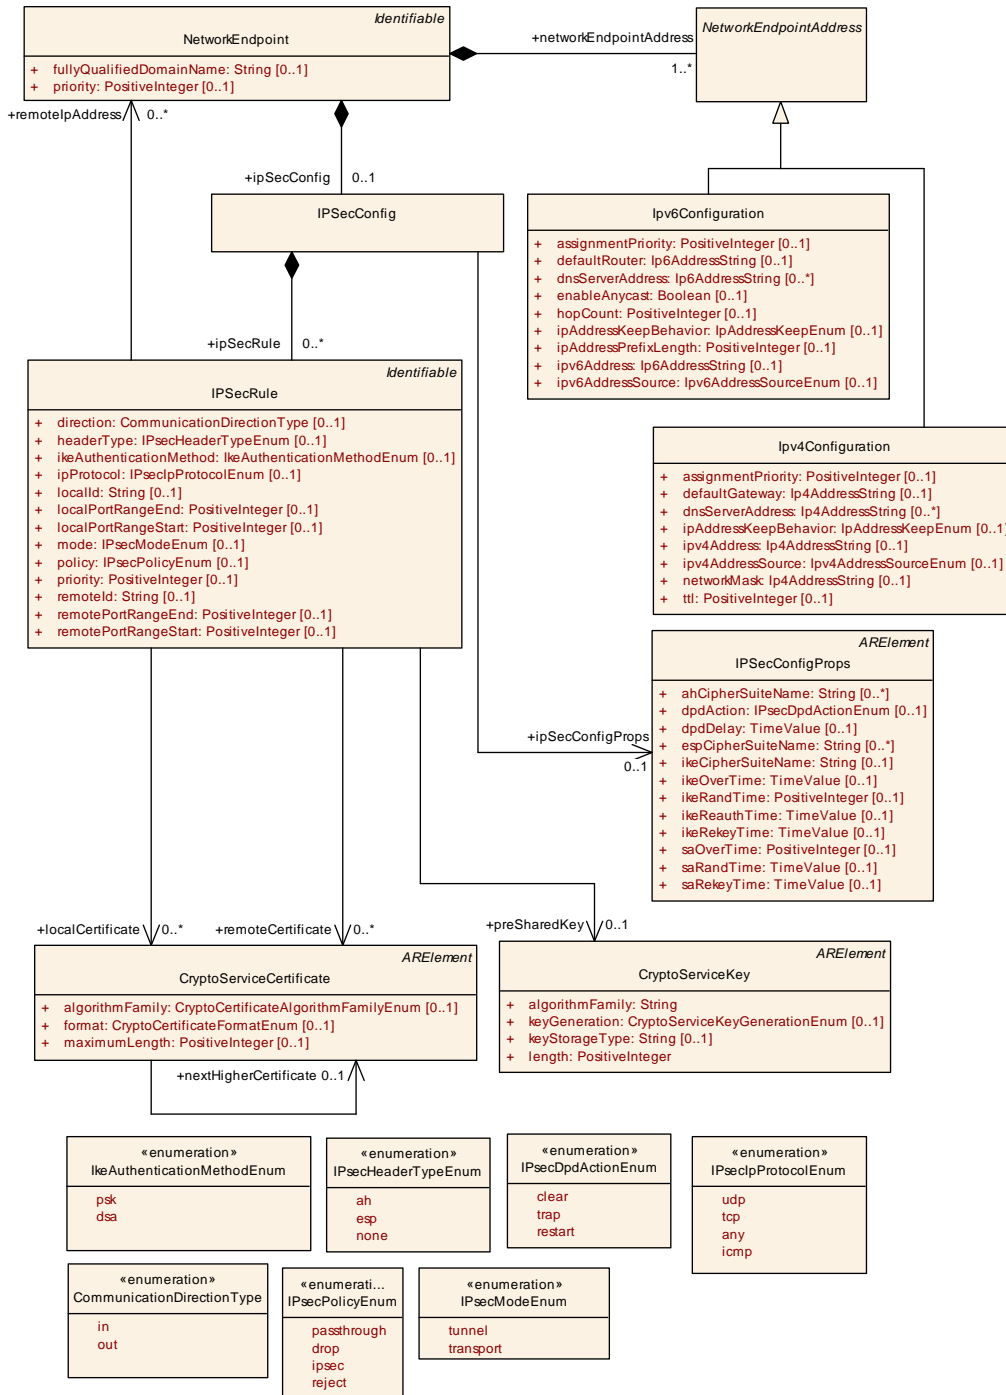 Identifiable
NetworkEndpoint
+ fullyQualifiedDomainName: String [0..1]
+ priority: PositiveInteger [0..1]
+networkEndpointAddress
1..*
NetworkEndpointAddress
+remoteIpAddress
0..*
+ipSecConfig
0..1
IPSecConfig
Ipv6Configuration
+ assignmentPriority: PositiveInteger [0..1]
+ defaultRouter: Ip6AddressString [0..1]
+ dnsServerAddress: Ip6AddressString [0..*]
+ enableAnycast: Boolean [0..1]
+ hopCount: PositiveInteger [0..1]
+ ipAddressKeepBehavior: IpAddressKeepEnum [0..1]
+ ipAddressPrefixLength: PositiveInteger [0..1]
+ ipv6Address: Ip6AddressString [0..1]
+ ipv6AddressSource: Ipv6AddressSourceEnum [0..1]
+ipSecRule
0..*
Identifiable
IPSecRule
+ direction: CommunicationDirectionType [0..1]
+ headerType: IPsecHeaderTypeEnum [0..1]
+ ikeAuthenticationMethod: IkeAuthenticationMethodEnum [0..1]
+ ipProtocol: IPsecIpProtocolEnum [0..1]
+ localId: String [0..1]
+ localPortRangeEnd: PositiveInteger [0..1]
+ localPortRangeStart: PositiveInteger [0..1]
+ mode: IPsecModeEnum [0..1]
+ policy: IPsecPolicyEnum [0..1]
+ priority: PositiveInteger [0..1]
+ remoteId: String [0..1]
+ remotePortRangeEnd: PositiveInteger [0..1]
+ remotePortRangeStart: PositiveInteger [0..1]
Ipv4Configuration
+ assignmentPriority: PositiveInteger [0..1]
+ defaultGateway: Ip4AddressString [0..1]
+ dnsServerAddress: Ip4AddressString [0..*]
+ ipAddressKeepBehavior: IpAddressKeepEnum [0..1]
+ ipv4Address: Ip4AddressString [0..1]
+ ipv4AddressSource: Ipv4AddressSourceEnum [0..1]
+ networkMask: Ip4AddressString [0..1]
+ ttl: PositiveInteger [0..1]
ARElement
IPSecConfigProps
+ ahCipherSuiteName: String [0..*]
+ dpdAction: IPsecDpdActionEnum [0..1]
+ dpdDelay: TimeValue [0..1]
+ espCipherSuiteName: String [0..*]
+ ikeCipherSuiteName: String [0..1]
+ ikeOverTime: TimeValue [0..1]
+ ikeRandTime: PositiveInteger [0..1]
+ ikeReauthTime: TimeValue [0..1]
+ ikeRekeyTime: TimeValue [0..1]
+ saOverTime: PositiveInteger [0..1]
+ saRandTime: TimeValue [0..1]
+ saRekeyTime: TimeValue [0..1]
+ipSecConfigProps
0..1
+localCertificate
0..*
+remoteCertificate
0..*
+preSharedKey
0..1
ARElement
CryptoServiceCertificate
+ algorithmFamily: CryptoCertificateAlgorithmFamilyEnum [0..1]
+ format: CryptoCertificateFormatEnum [0..1]
+ maximumLength: PositiveInteger [0..1]
+nextHigherCertificate 0..1
ARElement
CryptoServiceKey
+ algorithmFamily: String
+ keyGeneration: CryptoServiceKeyGenerationEnum [0..1]
+ keyStorageType: String [0..1]
+ length: PositiveInteger
«enumeration»
IkeAuthenticationMethodEnum
psk
dsa
«enumeration»
IPsecHeaderTypeEnum
ah
esp
none
«enumeration»
IPsecDpdActionEnum
clear
trap
restart
«enumeration»
IPsecIpProtocolEnum
udp
tcp
any
icmp
«enumeration»
CommunicationDirectionType
in
out
«enumerati...
IPsecPolicyEnum
passthrough
drop
ipsec
reject
«enumeration»
IPsecModeEnum
tunnel
transport